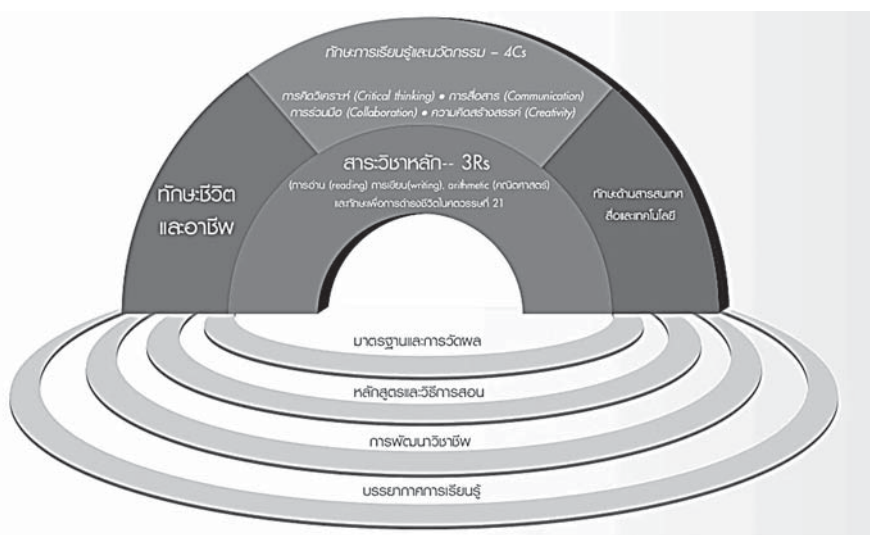 ทักษะการเรียนรู้และนวัตกรรม – 4Cs
การคิดวิเคราะห์ (Critical thinking) • การสื่อสาร (Communication)
การร่วมมือ (Collaboration) • ความคิดสร้างสรรค์ (Creativity)
สาระวิชาหลัก-- 3Rs
(การอ่าน (reading) การเขียน(writing), arithmetic (คณิตศาสตร์)
และทักษะเพื่อการดำรงชีวิตในศตวรรษที่ 21
ทักษะชีวิต
และอาชีพ
ทักษะด้านสารสนเทศ
สื่อและเทคโนโลยี
มาตรฐานและการวัดผล
หลักสูตรและวิธีการสอน
การพัฒนาวิชาชีพ
บรรยากาศการเรียนรู้